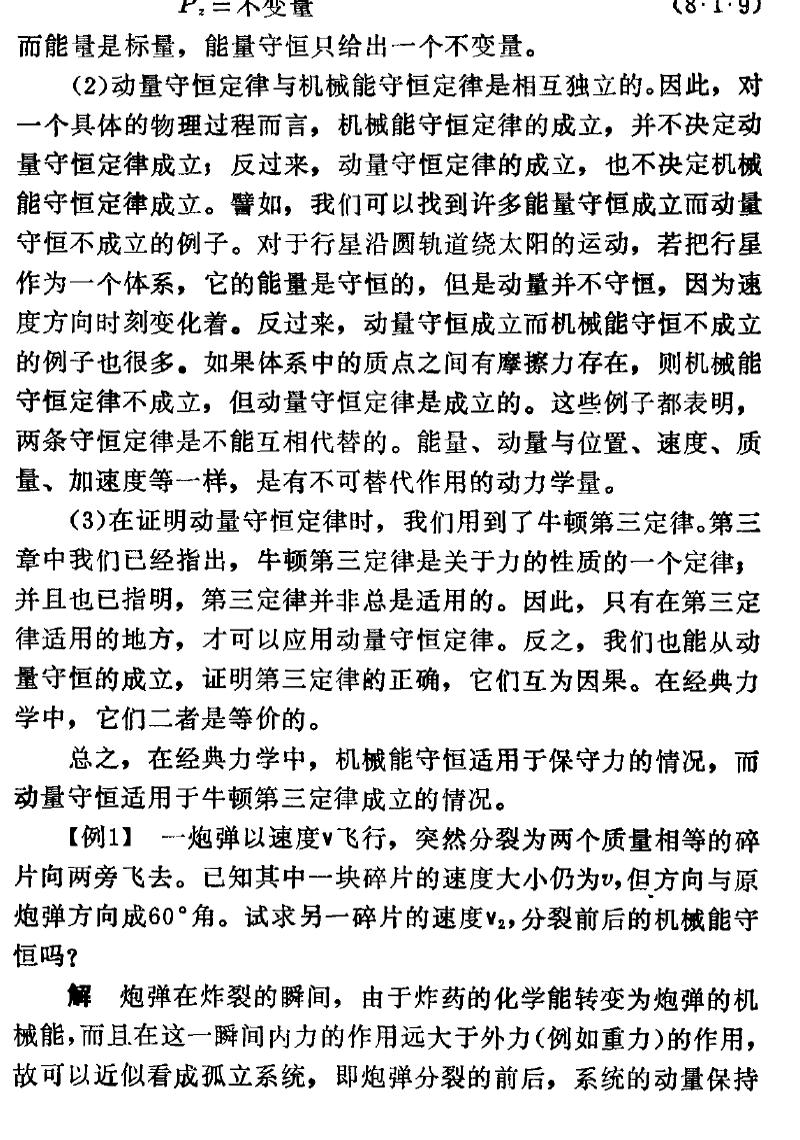 P_z＝不变量 (8·1·9)
而能量是标量，能量守恒只给出一个不变量。
(2)动量守恒定律与机械能守恒定律是相互独立的。因此，对
一个具体的物理过程而言，机械能守恒定律的成立，并不决定动
量守恒定律成立；反过来，动量守恒定律的成立，也不决定机械
能守恒定律成立。譬如，我们可以找到许多能量守恒成立而动量
守恒不成立的例子。对于行星沿圆轨道绕太阳的运动，若把行星
作为一个体系，它的能量是守恒的，但是动量并不守恒，因为速
度方向时刻变化着。反过来，动量守恒成立而机械能守恒不成立
的例子也很多。如果体系中的质点之间有摩擦力存在，则机械能
守恒定律不成立，但动量守恒定律是成立的。这些例子都表明，
两条守恒定律是不能互相代替的。能量、动量与位置、速度、质
量、加速度等一样，是有不可替代作用的动力学量。
(3)在证明动量守恒定律时，我们用到了牛顿第三定律。第三
章中我们已经指出，牛顿第三定律是关于力的性质的一个定律；
并且也已指明，第三定律并非总是适用的。因此，只有在第三定
律适用的地方，才可以应用动量守恒定律。反之，我们也能从动
量守恒的成立，证明第三定律的正确，它们互为因果。在经典力
学中，它们二者是等价的。
总之，在经典力学中，机械能守恒适用于保守力的情况，而
动量守恒适用于牛顿第三定律成立的情况。
【例1】 一炮弹以速度v飞行，突然分裂为两个质量相等的碎
片向两旁飞去。已知其中一块碎片的速度大小仍为v，但方向与原
炮弹方向成60°角。试求另一碎片的速度v₂，分裂前后的机械能守
恒吗？
解 炮弹在炸裂的瞬间，由于炸药的化学能转变为炮弹的机
械能，而且在这一瞬间内力的作用远大于外力(例如重力)的作用，
故可以近似看成孤立系统，即炮弹分裂的前后，系统的动量保持